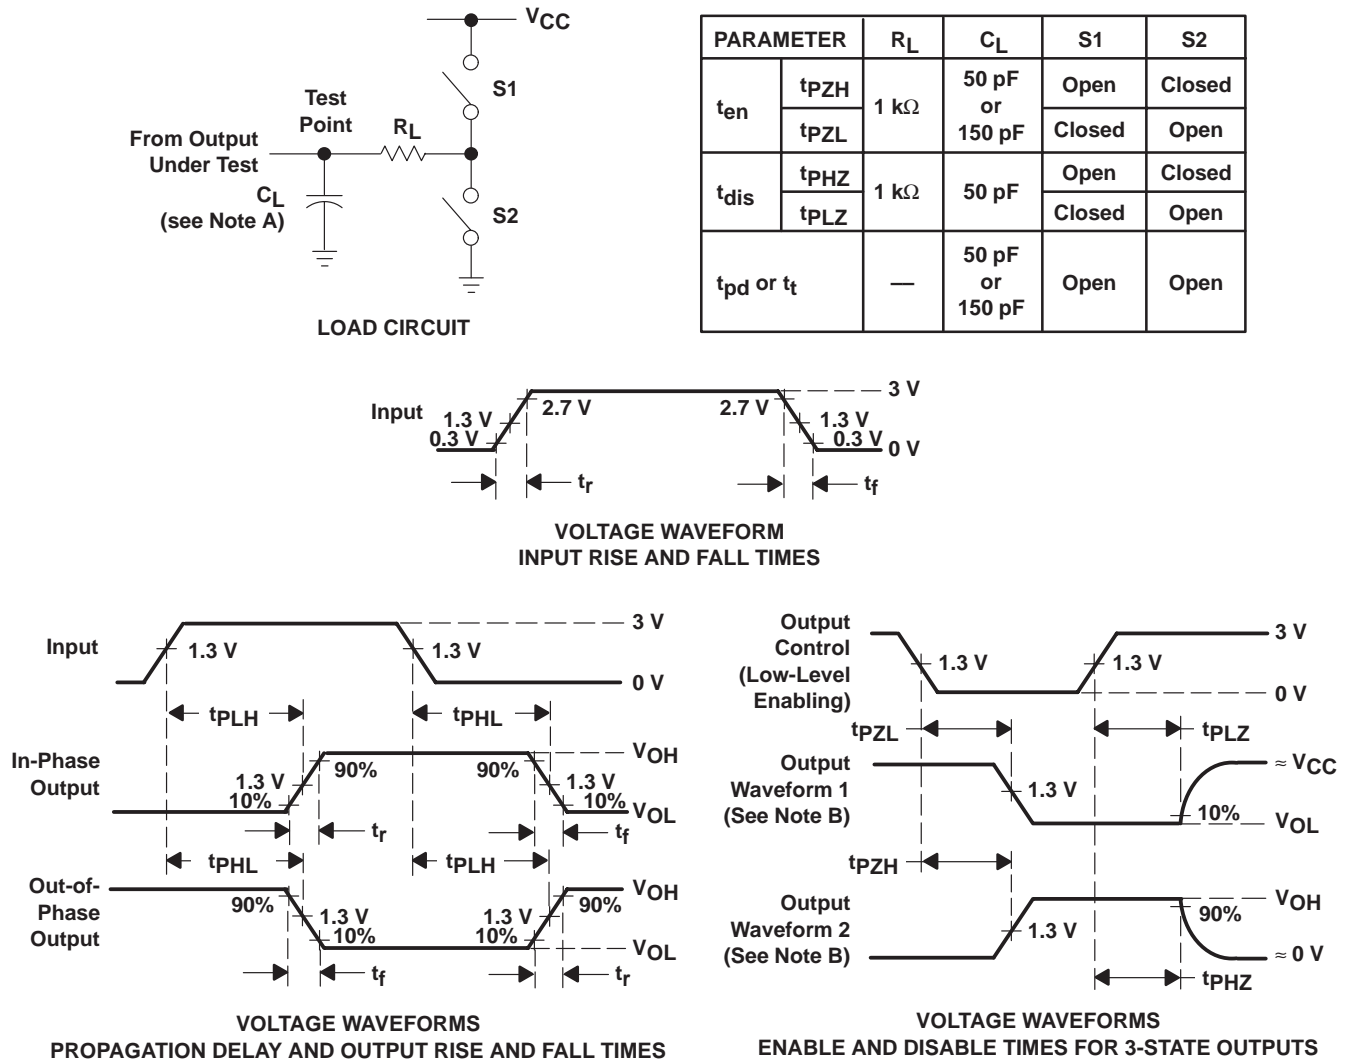 VCC
S1
Test
Point
RL
From Output
Under Test
CL
(see Note A)
S2
LOAD CIRCUIT
PARAMETER RL CL S1 S2
ten tPZH 1 kΩ 50 pF or 150 pF Open Closed
tPZL Closed Open
tdis tPHZ 1 kΩ 50 pF Open Closed
tPLZ Closed Open
tpd or tt — 50 pF or 150 pF Open Open
Input
1.3 V
0.3 V
2.7 V
2.7 V
3 V
1.3 V
0.3 V
0 V
tr
tf
VOLTAGE WAVEFORM
INPUT RISE AND FALL TIMES
Input
1.3 V
1.3 V
3 V
0 V
tPLH
tPHL
In-Phase
Output
1.3 V
10%
90%
90%
1.3 V
10%
VOH
VOL
tr
tf
tPHL
tPLH
Out-of-
Phase
Output
90%
1.3 V
10%
1.3 V
10%
90%
VOH
VOL
tf
tr
VOLTAGE WAVEFORMS
PROPAGATION DELAY AND OUTPUT RISE AND FALL TIMES
Output
Control
(Low-Level
Enabling)
1.3 V
1.3 V
3 V
0 V
tPZL
tPLZ
Output
Waveform 1
(See Note B)
1.3 V
10%
≈ VCC
VOL
tPZH
Output
Waveform 2
(See Note B)
1.3 V
90%
VOH
≈ 0 V
tPHZ
VOLTAGE WAVEFORMS
ENABLE AND DISABLE TIMES FOR 3-STATE OUTPUTS